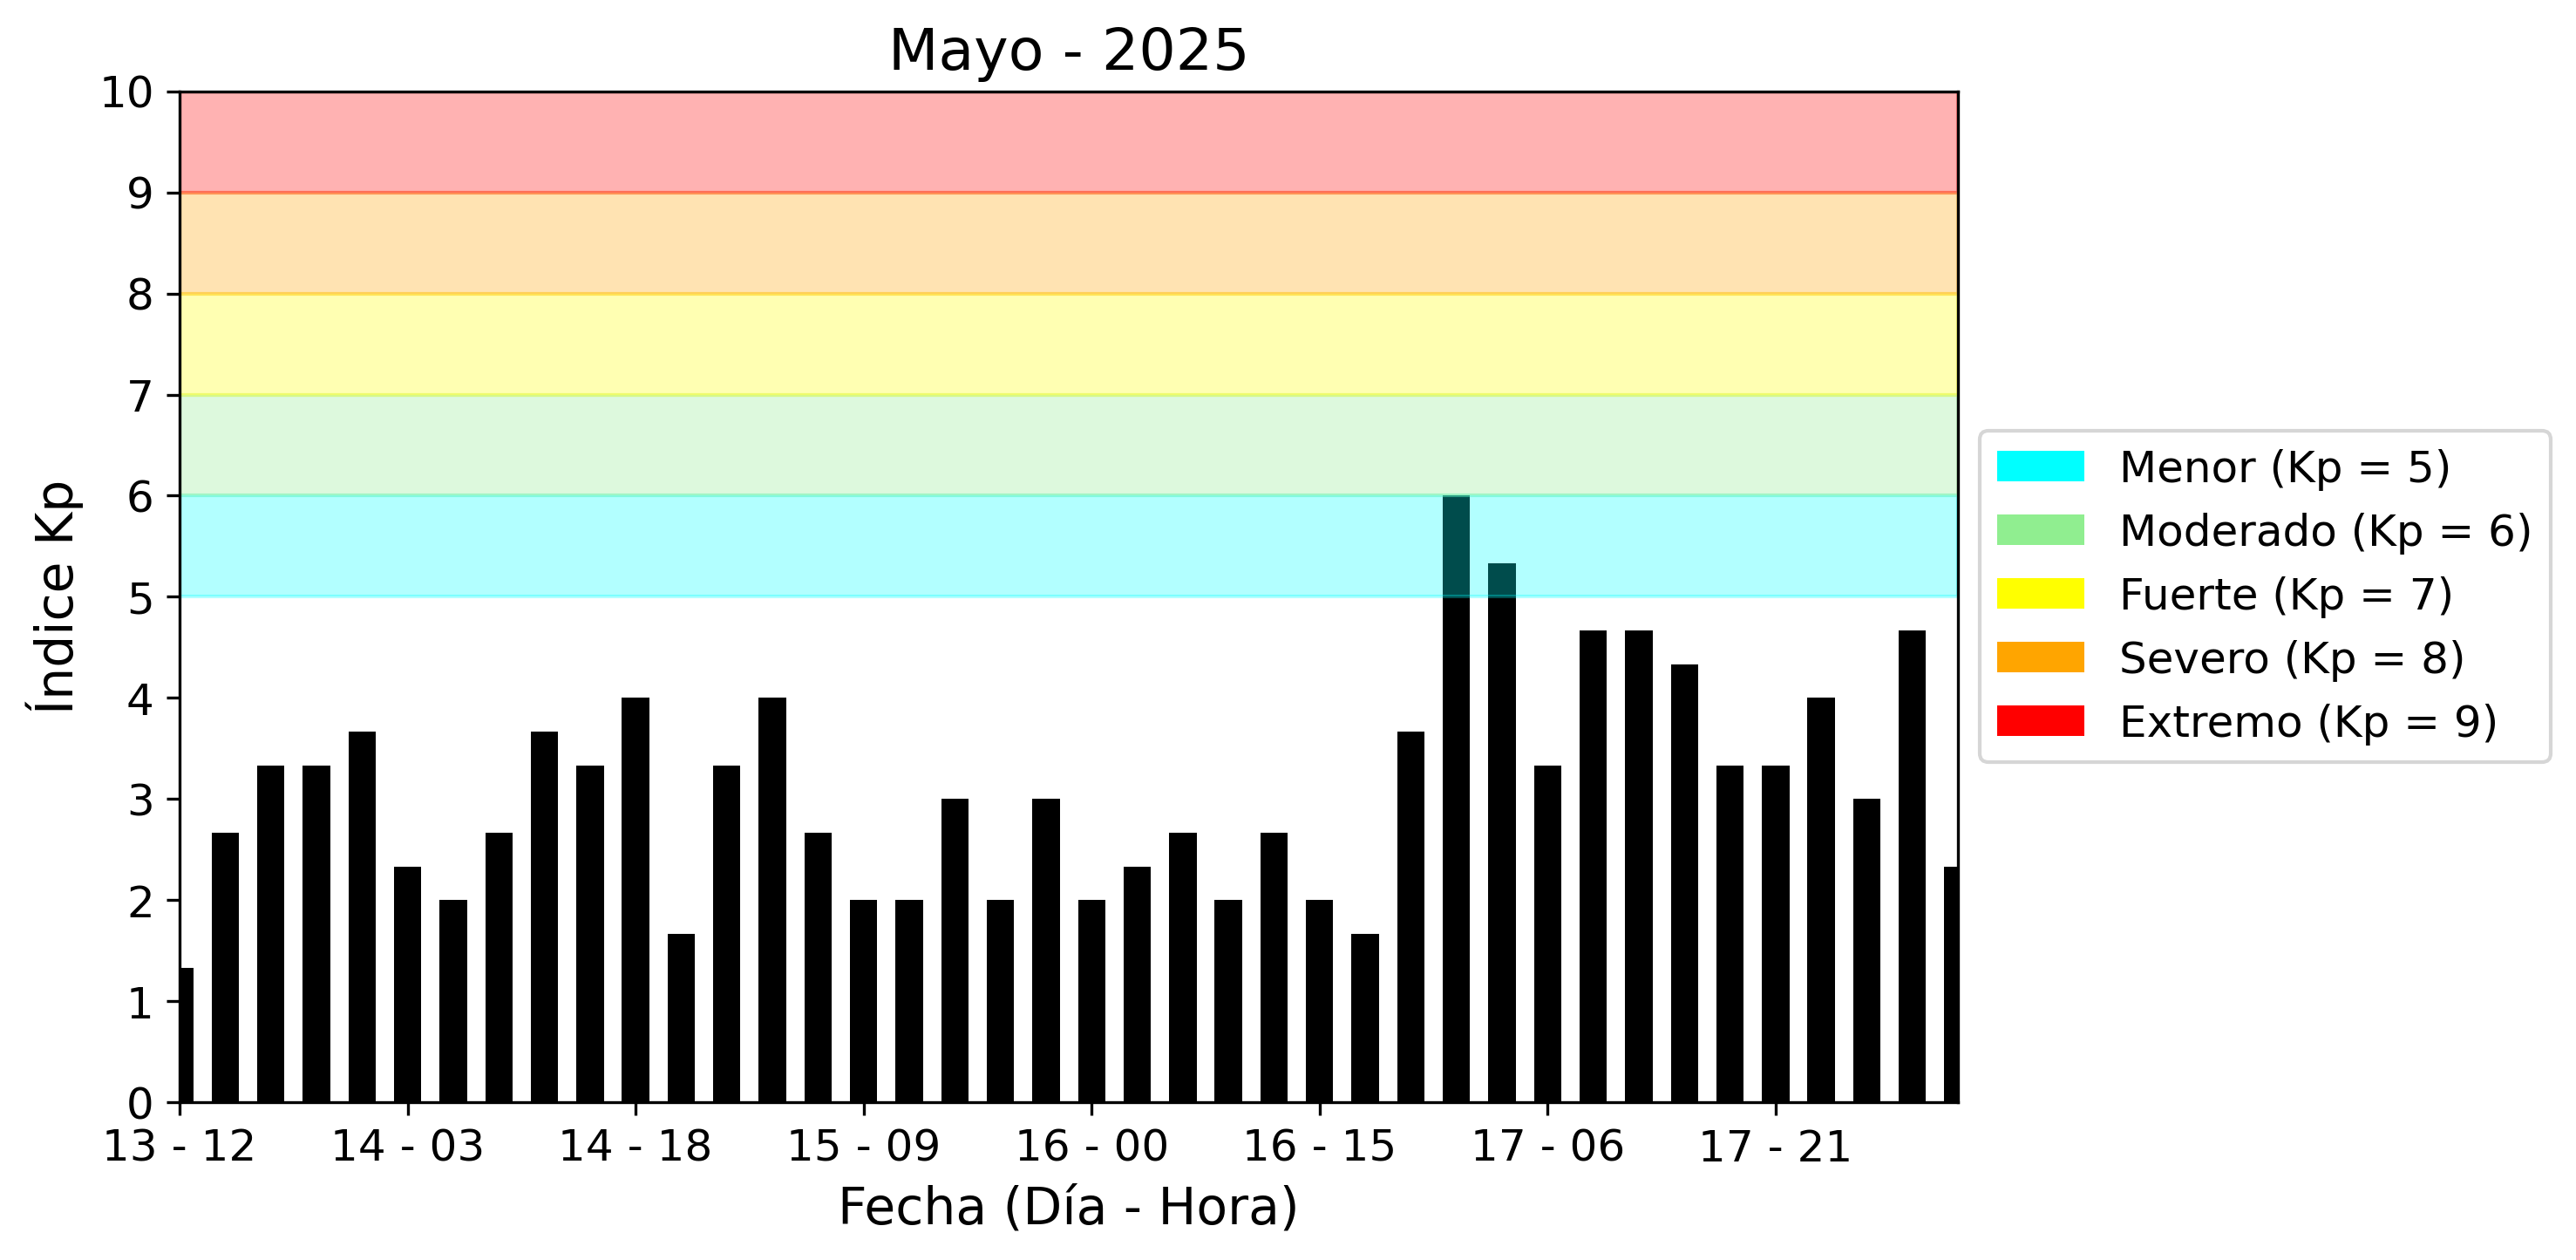 Mayo - 2025
10
9
8
7
6
5
4
3
2
1
0
Índice Kp
13 - 12
14 - 03
14 - 18
15 - 09
16 - 00
16 - 15
17 - 06
17 - 21
Fecha (Día - Hora)
Menor (Kp = 5)
Moderado (Kp = 6)
Fuerte (Kp = 7)
Severo (Kp = 8)
Extremo (Kp = 9)